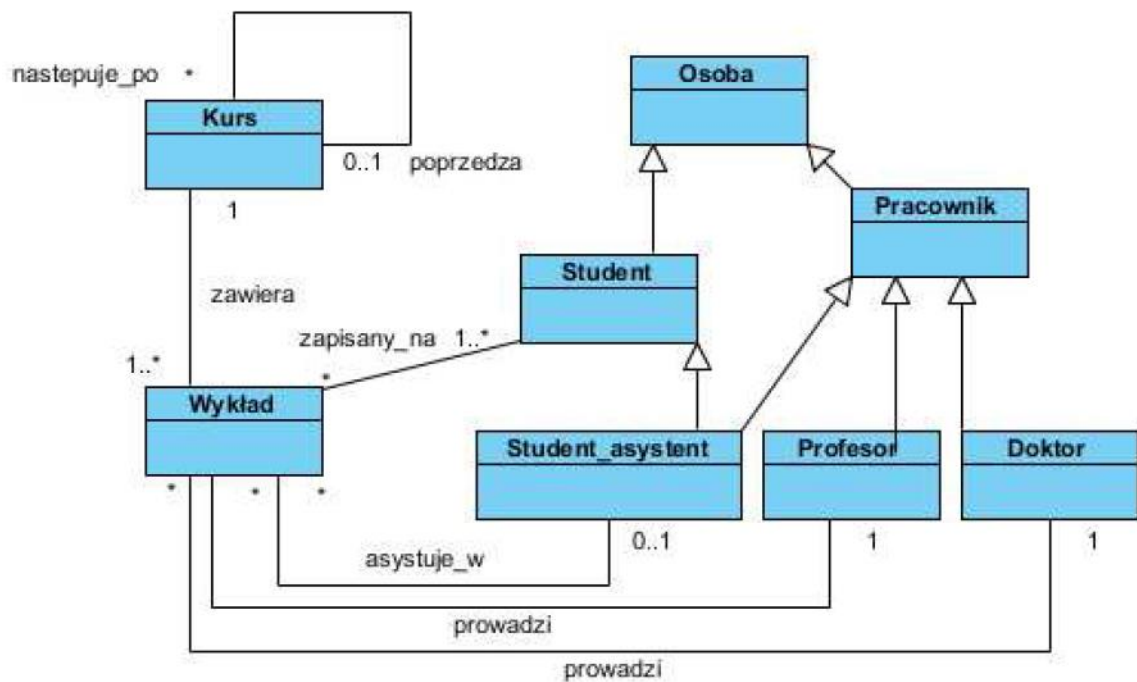 nastepuje_po *
Osoba
Kurs
0..1 poprzedza
1
Pracownik
Student
zawiera
zapisany_na 1..*
1..*
*
Wykład
Student_asystent
Profesor
Doktor
* * *
0..1
1
1
asystuje_w
prowadzi
prowadzi